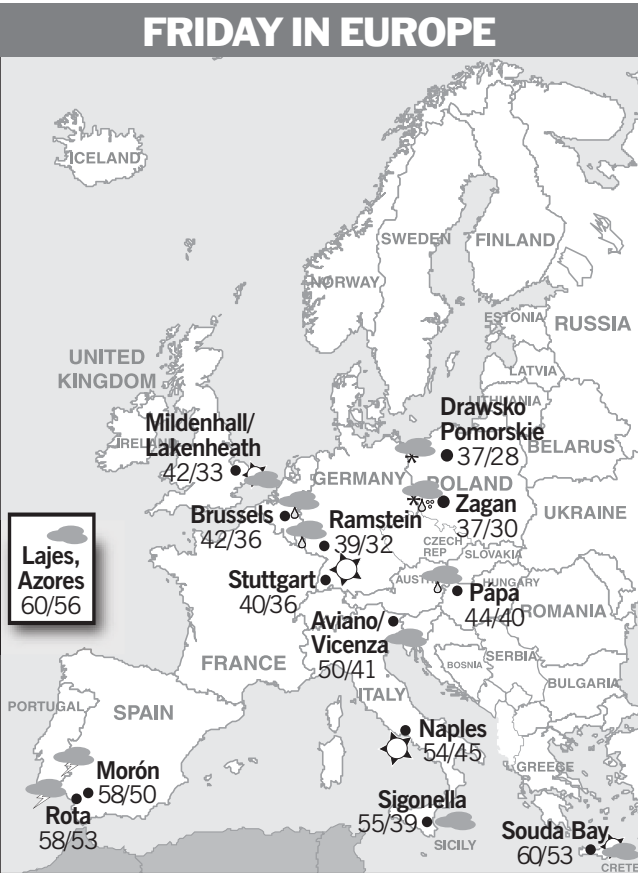 FRIDAY IN EUROPE
ICELAND
SWEDEN
FINLAND
NORWAY
ESTONIA
RUSSIA
UNITED
KINGDOM
LATVIA
LITHUANIA
Drawsko
Pomorskie
37/28
Mildenhall/
Lakenheath
42/33
IRELAND
BELARUS
GERMANY
POLAND
Zagan
37/30
UKRAINE
Brussels
42/36
Ramstein
39/32
CZECH
REP
SLOVAKIA
Lajes,
Azores
60/56
Stuttgart
40/36
AUSTRIA
HUNGARY
Pápa
44/40
ROMANIA
Aviano/
Vicenza
50/41
FRANCE
BOSNIA
SERBIA
BULGARIA
ITALY
PORTUGAL
SPAIN
Naples
54/45
GREECE
Morón
58/50
Rota
58/53
Sigonella
55/39
SICILY
Souda Bay
60/53
CRETE